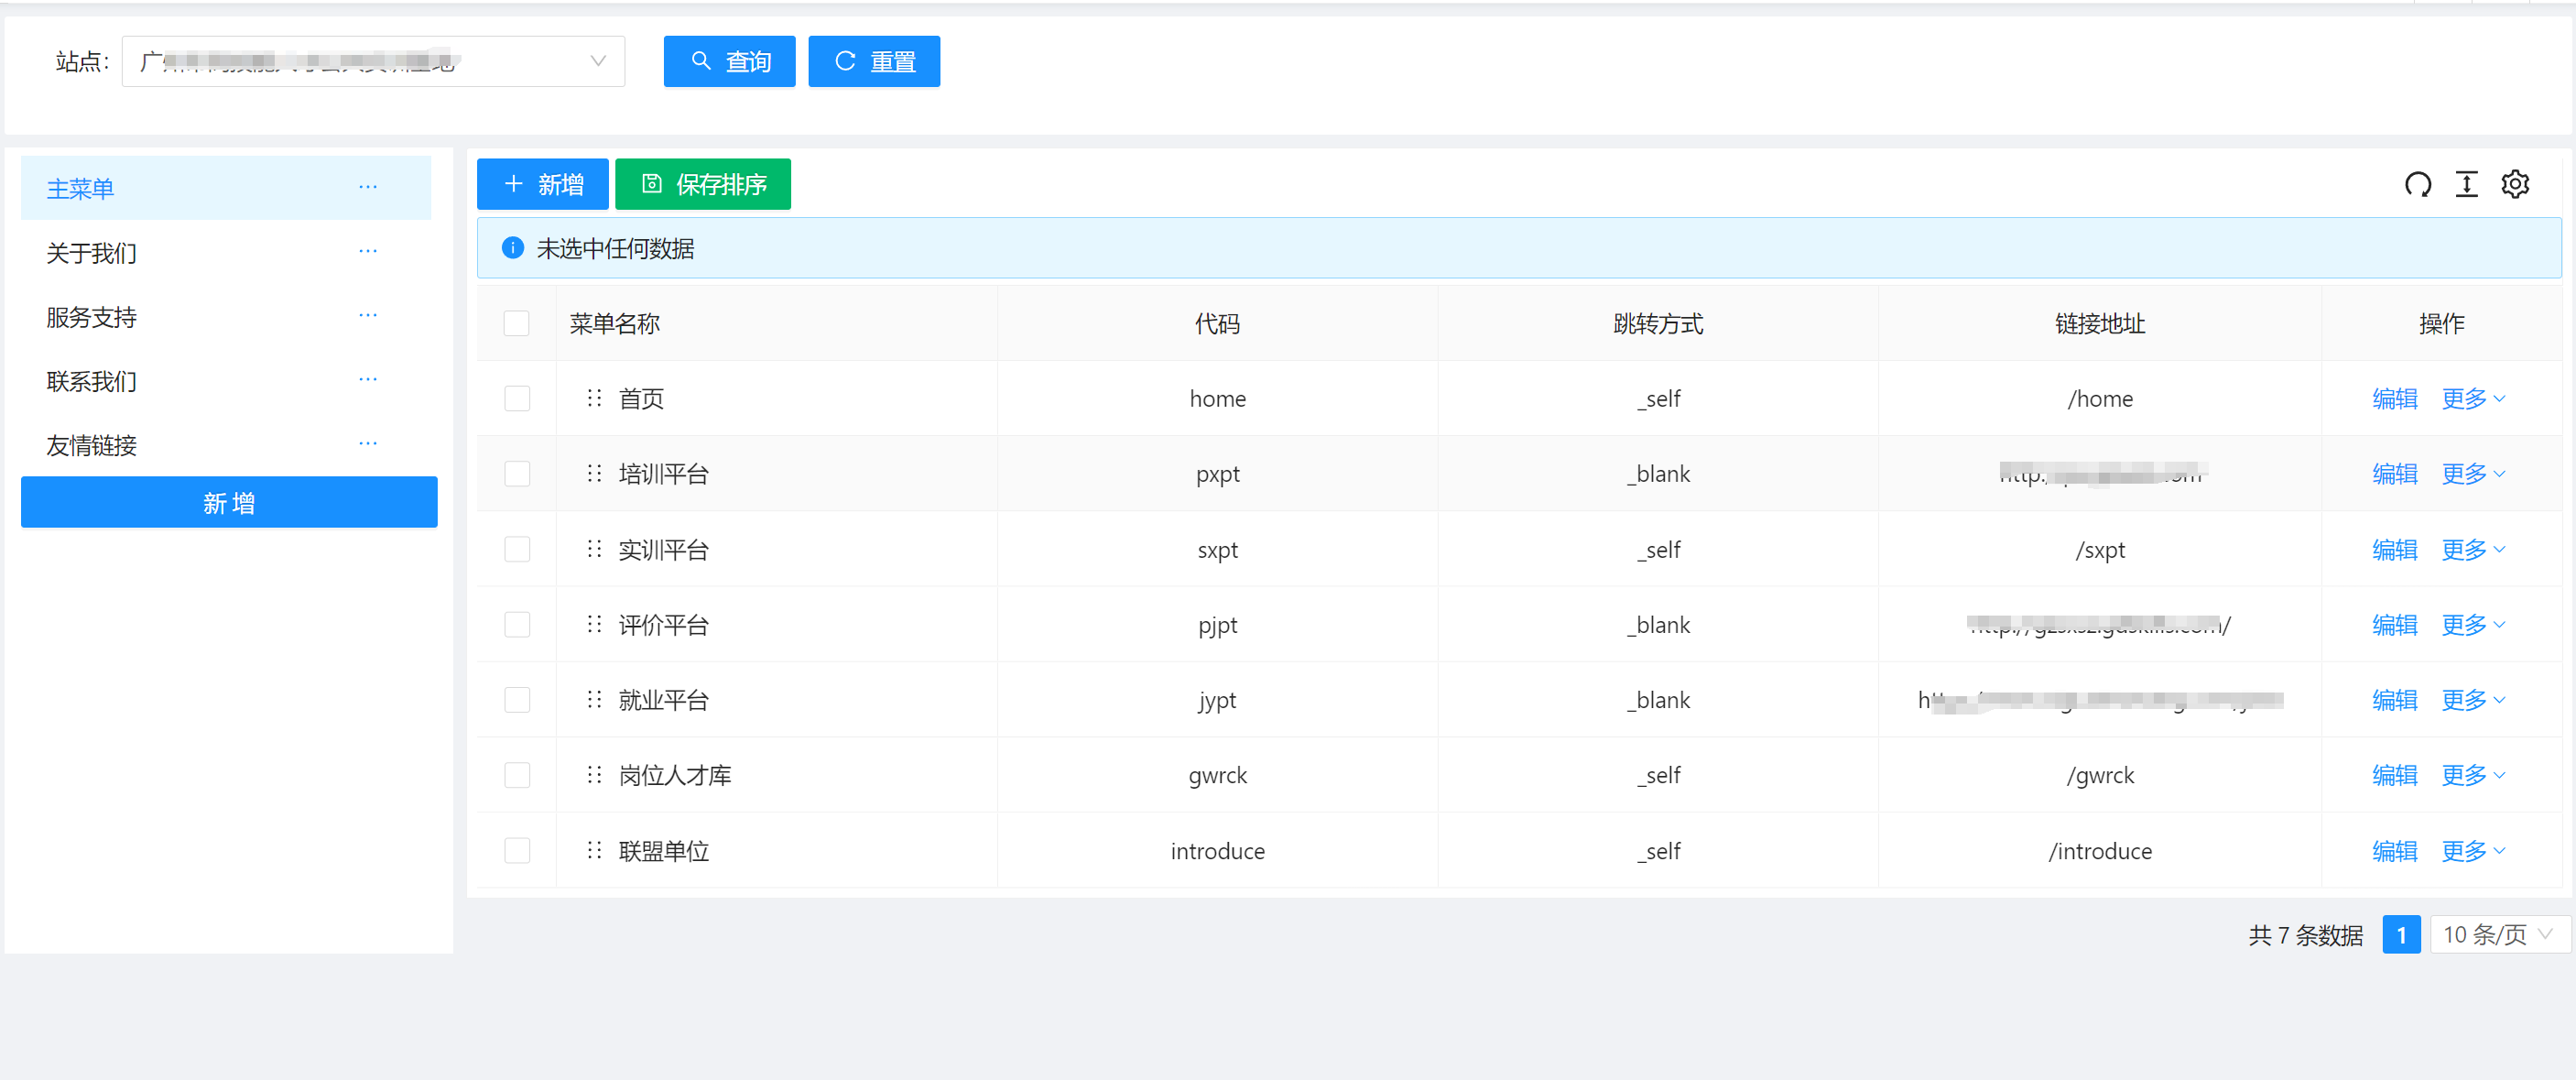 站点:
查询
重置
主菜单
关于我们
服务支持
联系我们
友情链接
新增
新增
保存排序
未选中任何数据
菜单名称 代码 跳转方式 链接地址 操作
首页 home _self /home 编辑 更多
培训平台 pxpt _blank 编辑 更多
实训平台 sxpt _self /sxpt 编辑 更多
评价平台 pjpt _blank 编辑 更多
就业平台 jypt _blank 编辑 更多
岗位人才库 gwrck _self /gwrck 编辑 更多
联盟单位 introduce _self /introduce 编辑 更多
共 7 条数据 1 10 条/页